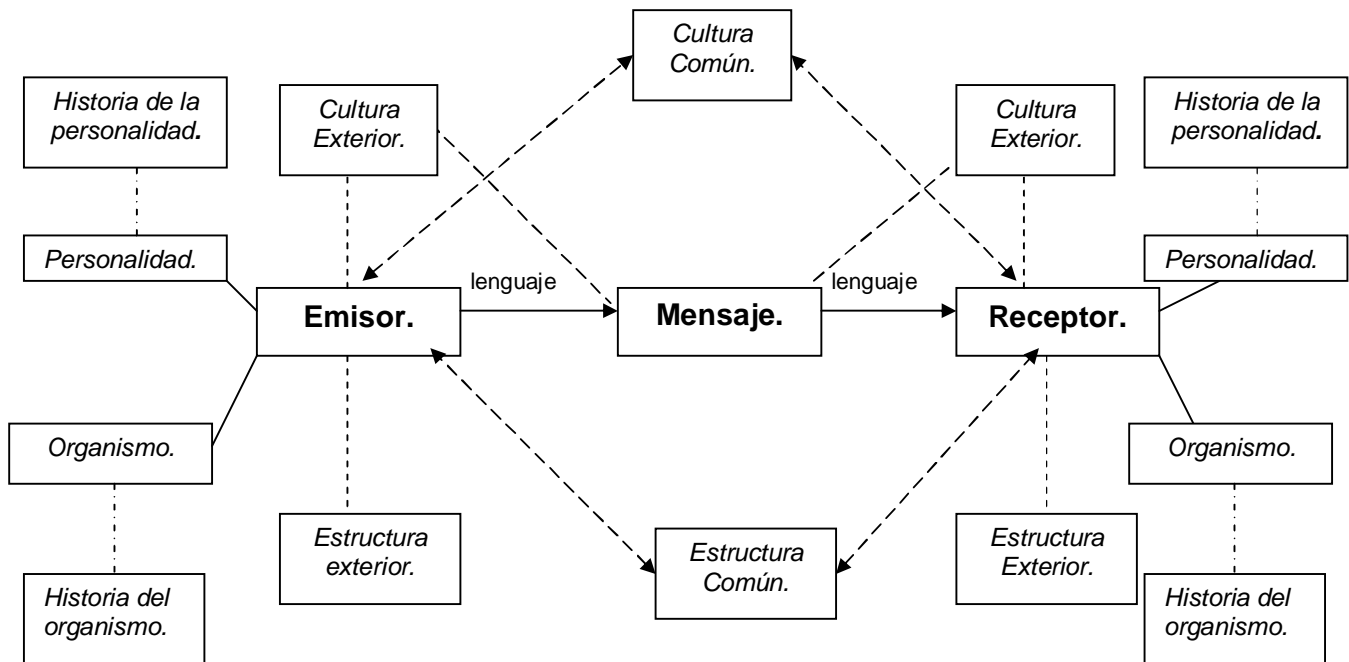 Cultura
Común.
Historia de la
personalidad.
Cultura
Exterior.
Cultura
Exterior.
Historia de la
personalidad.
Personalidad.
Personalidad.
lenguaje
lenguaje
Emisor.
Mensaje.
Receptor.
Organismo.
Organismo.
Estructura
exterior.
Estructura
Común.
Estructura
Exterior.
Historia del
organismo.
Historia del
organismo.